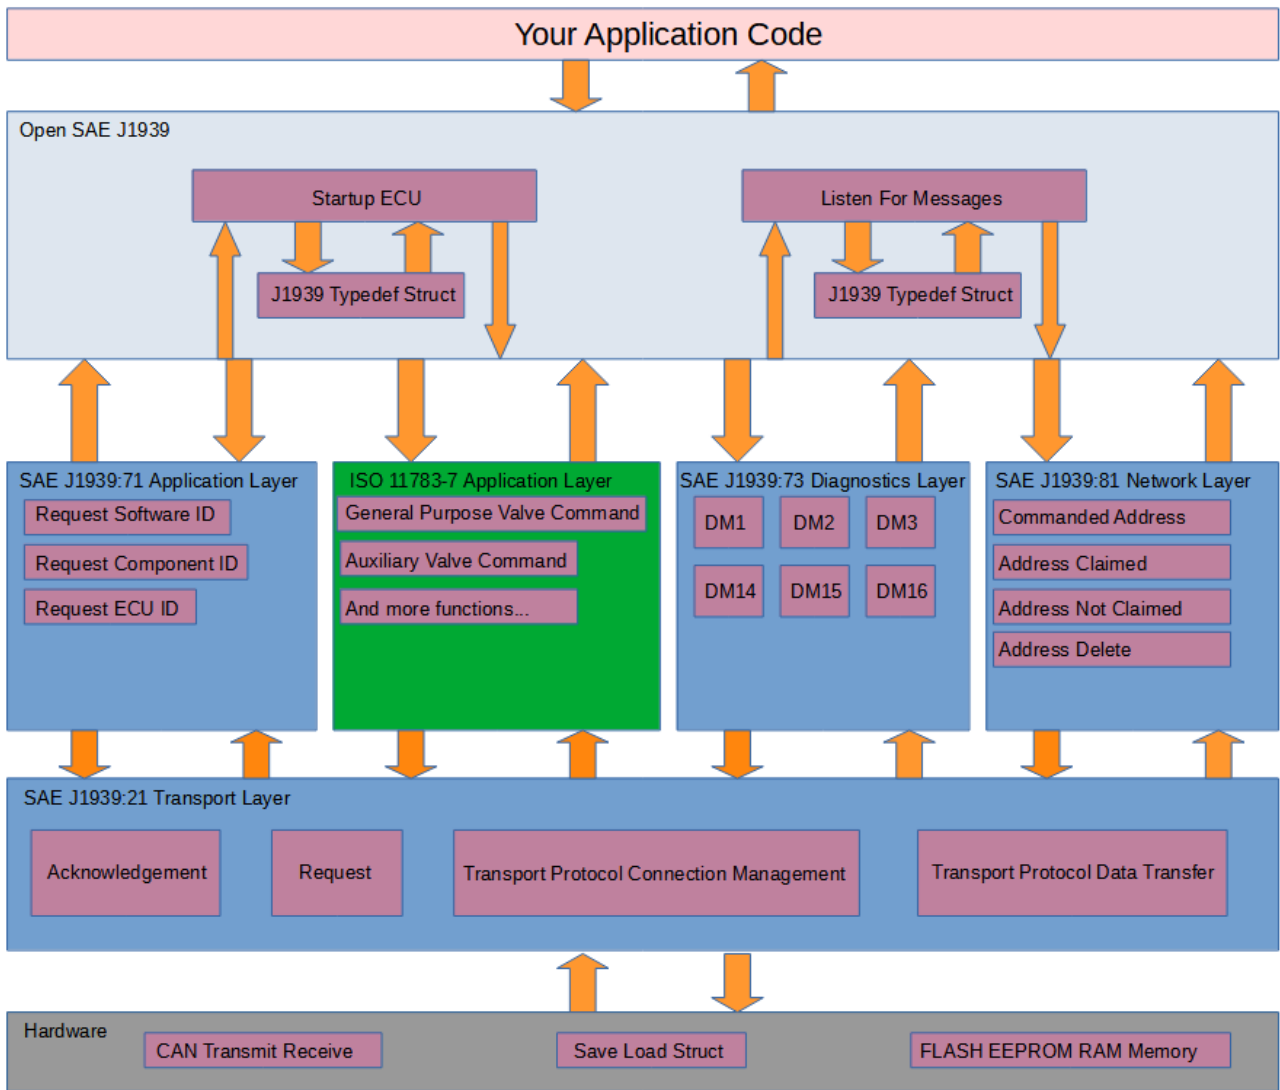 Your Application Code
Open SAE J1939
Startup ECU
Listen For Messages
J1939 Typedef Struct
J1939 Typedef Struct
SAE J1939:71 Application Layer
Request Software ID
Request Component ID
Request ECU ID
ISO 11783-7 Application Layer
General Purpose Valve Command
Auxiliary Valve Command
And more functions...
SAE J1939:73 Diagnostics Layer
DM1
DM2
DM3
DM14
DM15
DM16
SAE J1939:81 Network Layer
Commanded Address
Address Claimed
Address Not Claimed
Address Delete
SAE J1939:21 Transport Layer
Acknowledgement
Request
Transport Protocol Connection Management
Transport Protocol Data Transfer
Hardware
CAN Transmit Receive
Save Load Struct
FLASH EEPROM RAM Memory